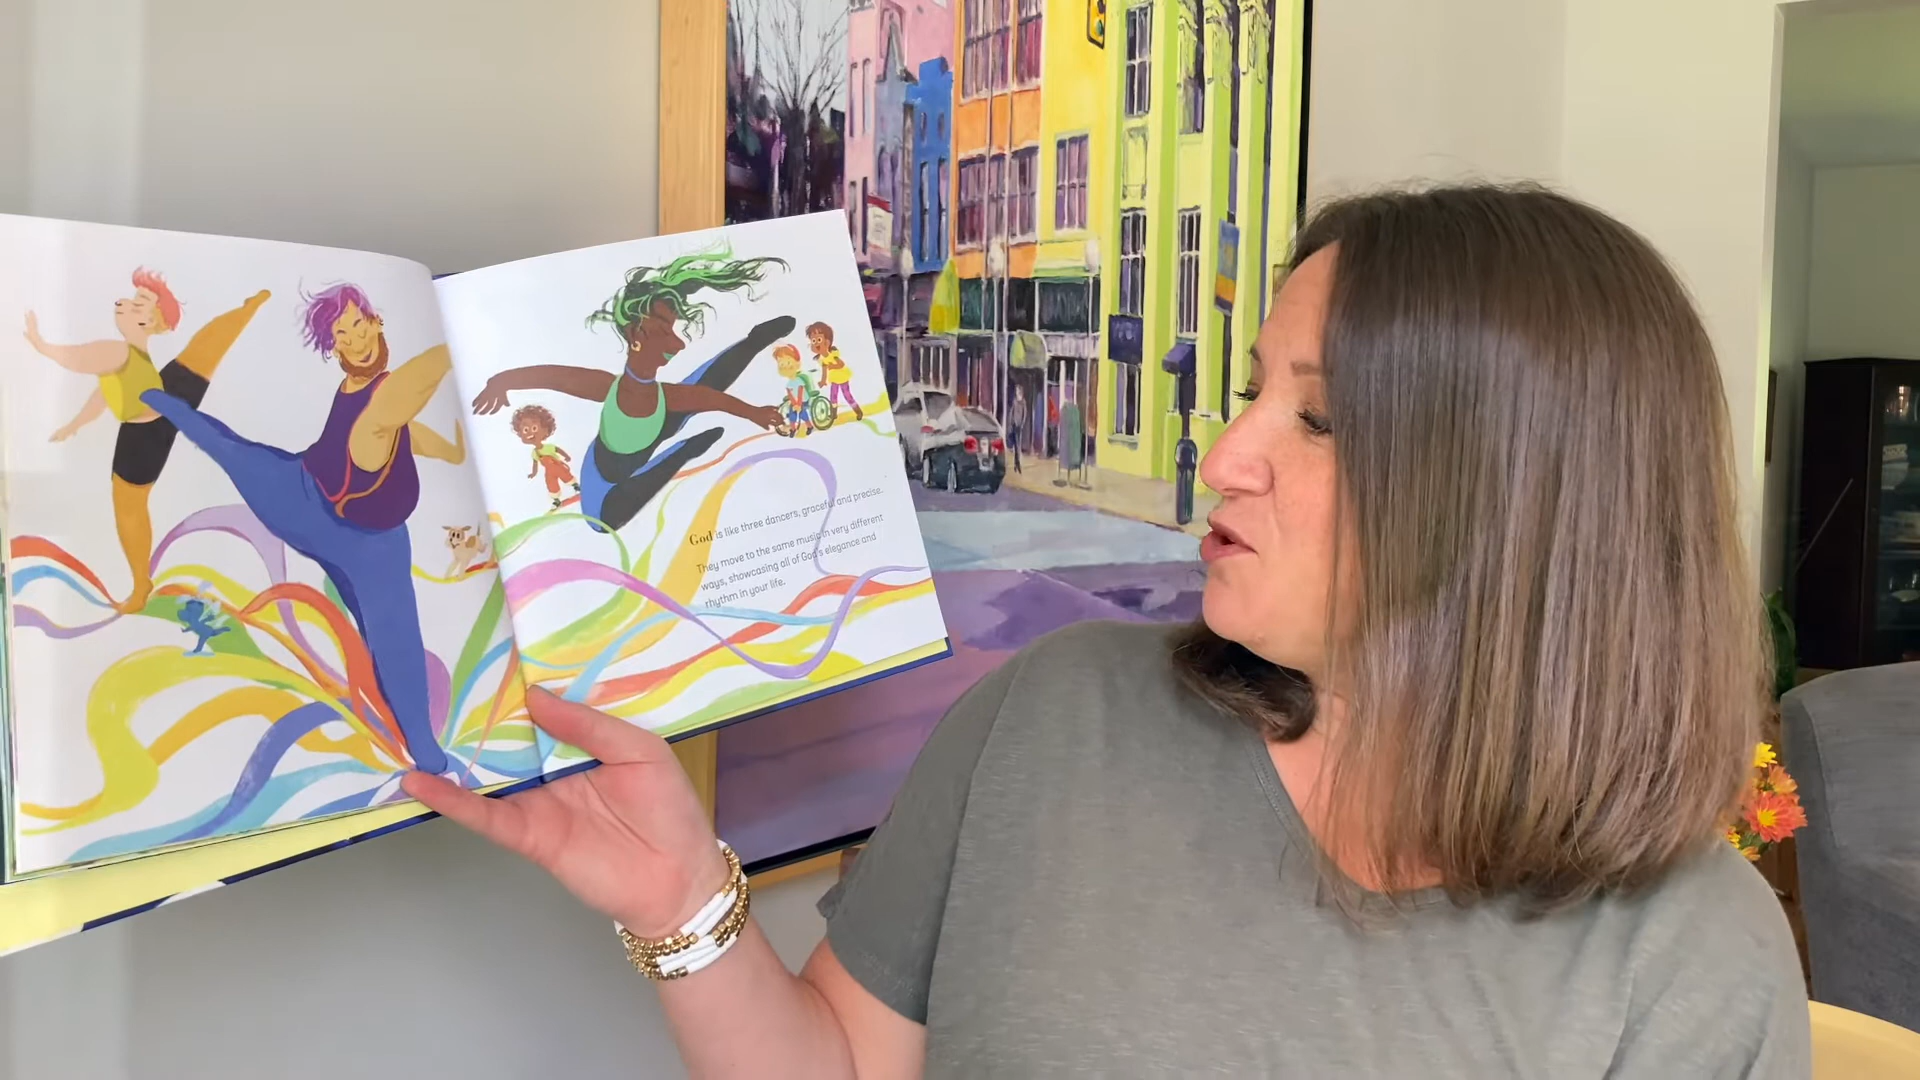 God is like three dancers, graceful and precise.
They move to the same music in very different
ways, showcasing all of God's elegance and
rhythm in your life.